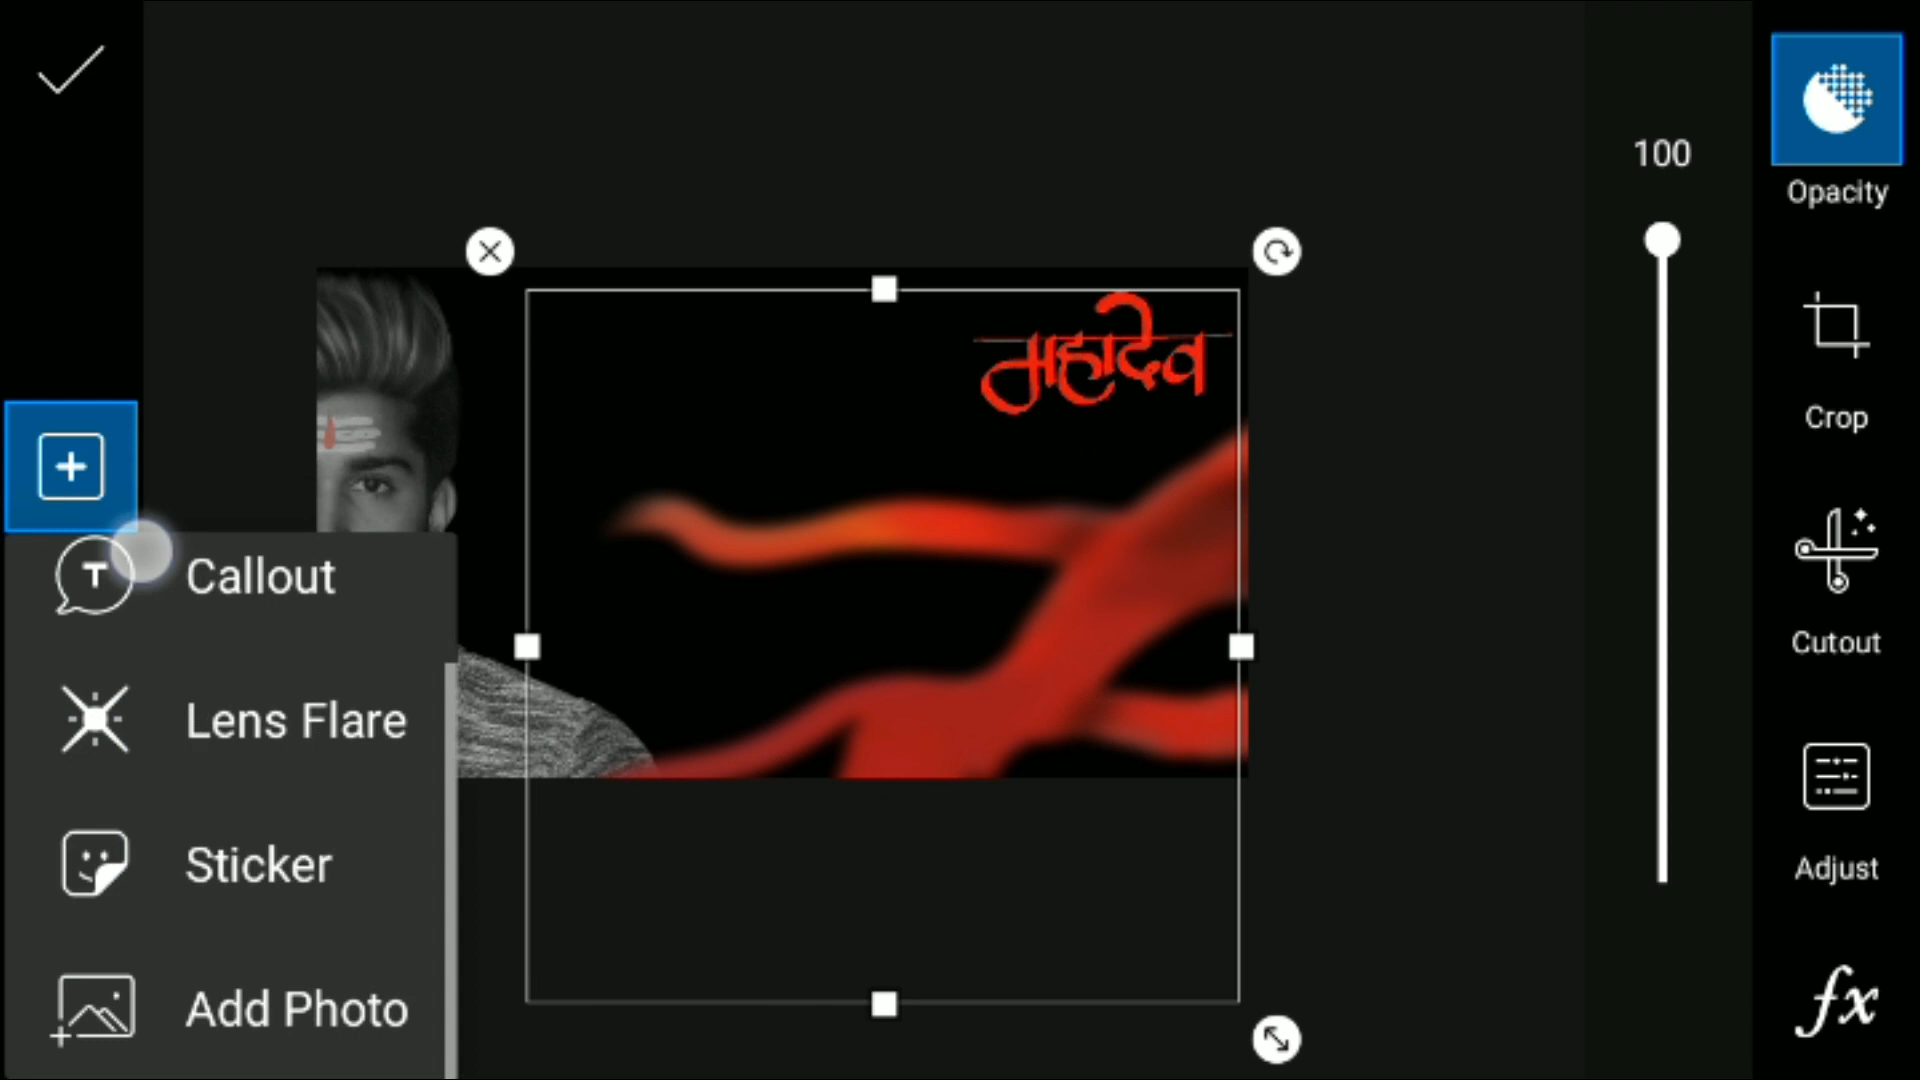 100
Opacity
महादेव
Crop
Callout
Cutout
Lens Flare
Sticker
Adjust
Add Photo
fx